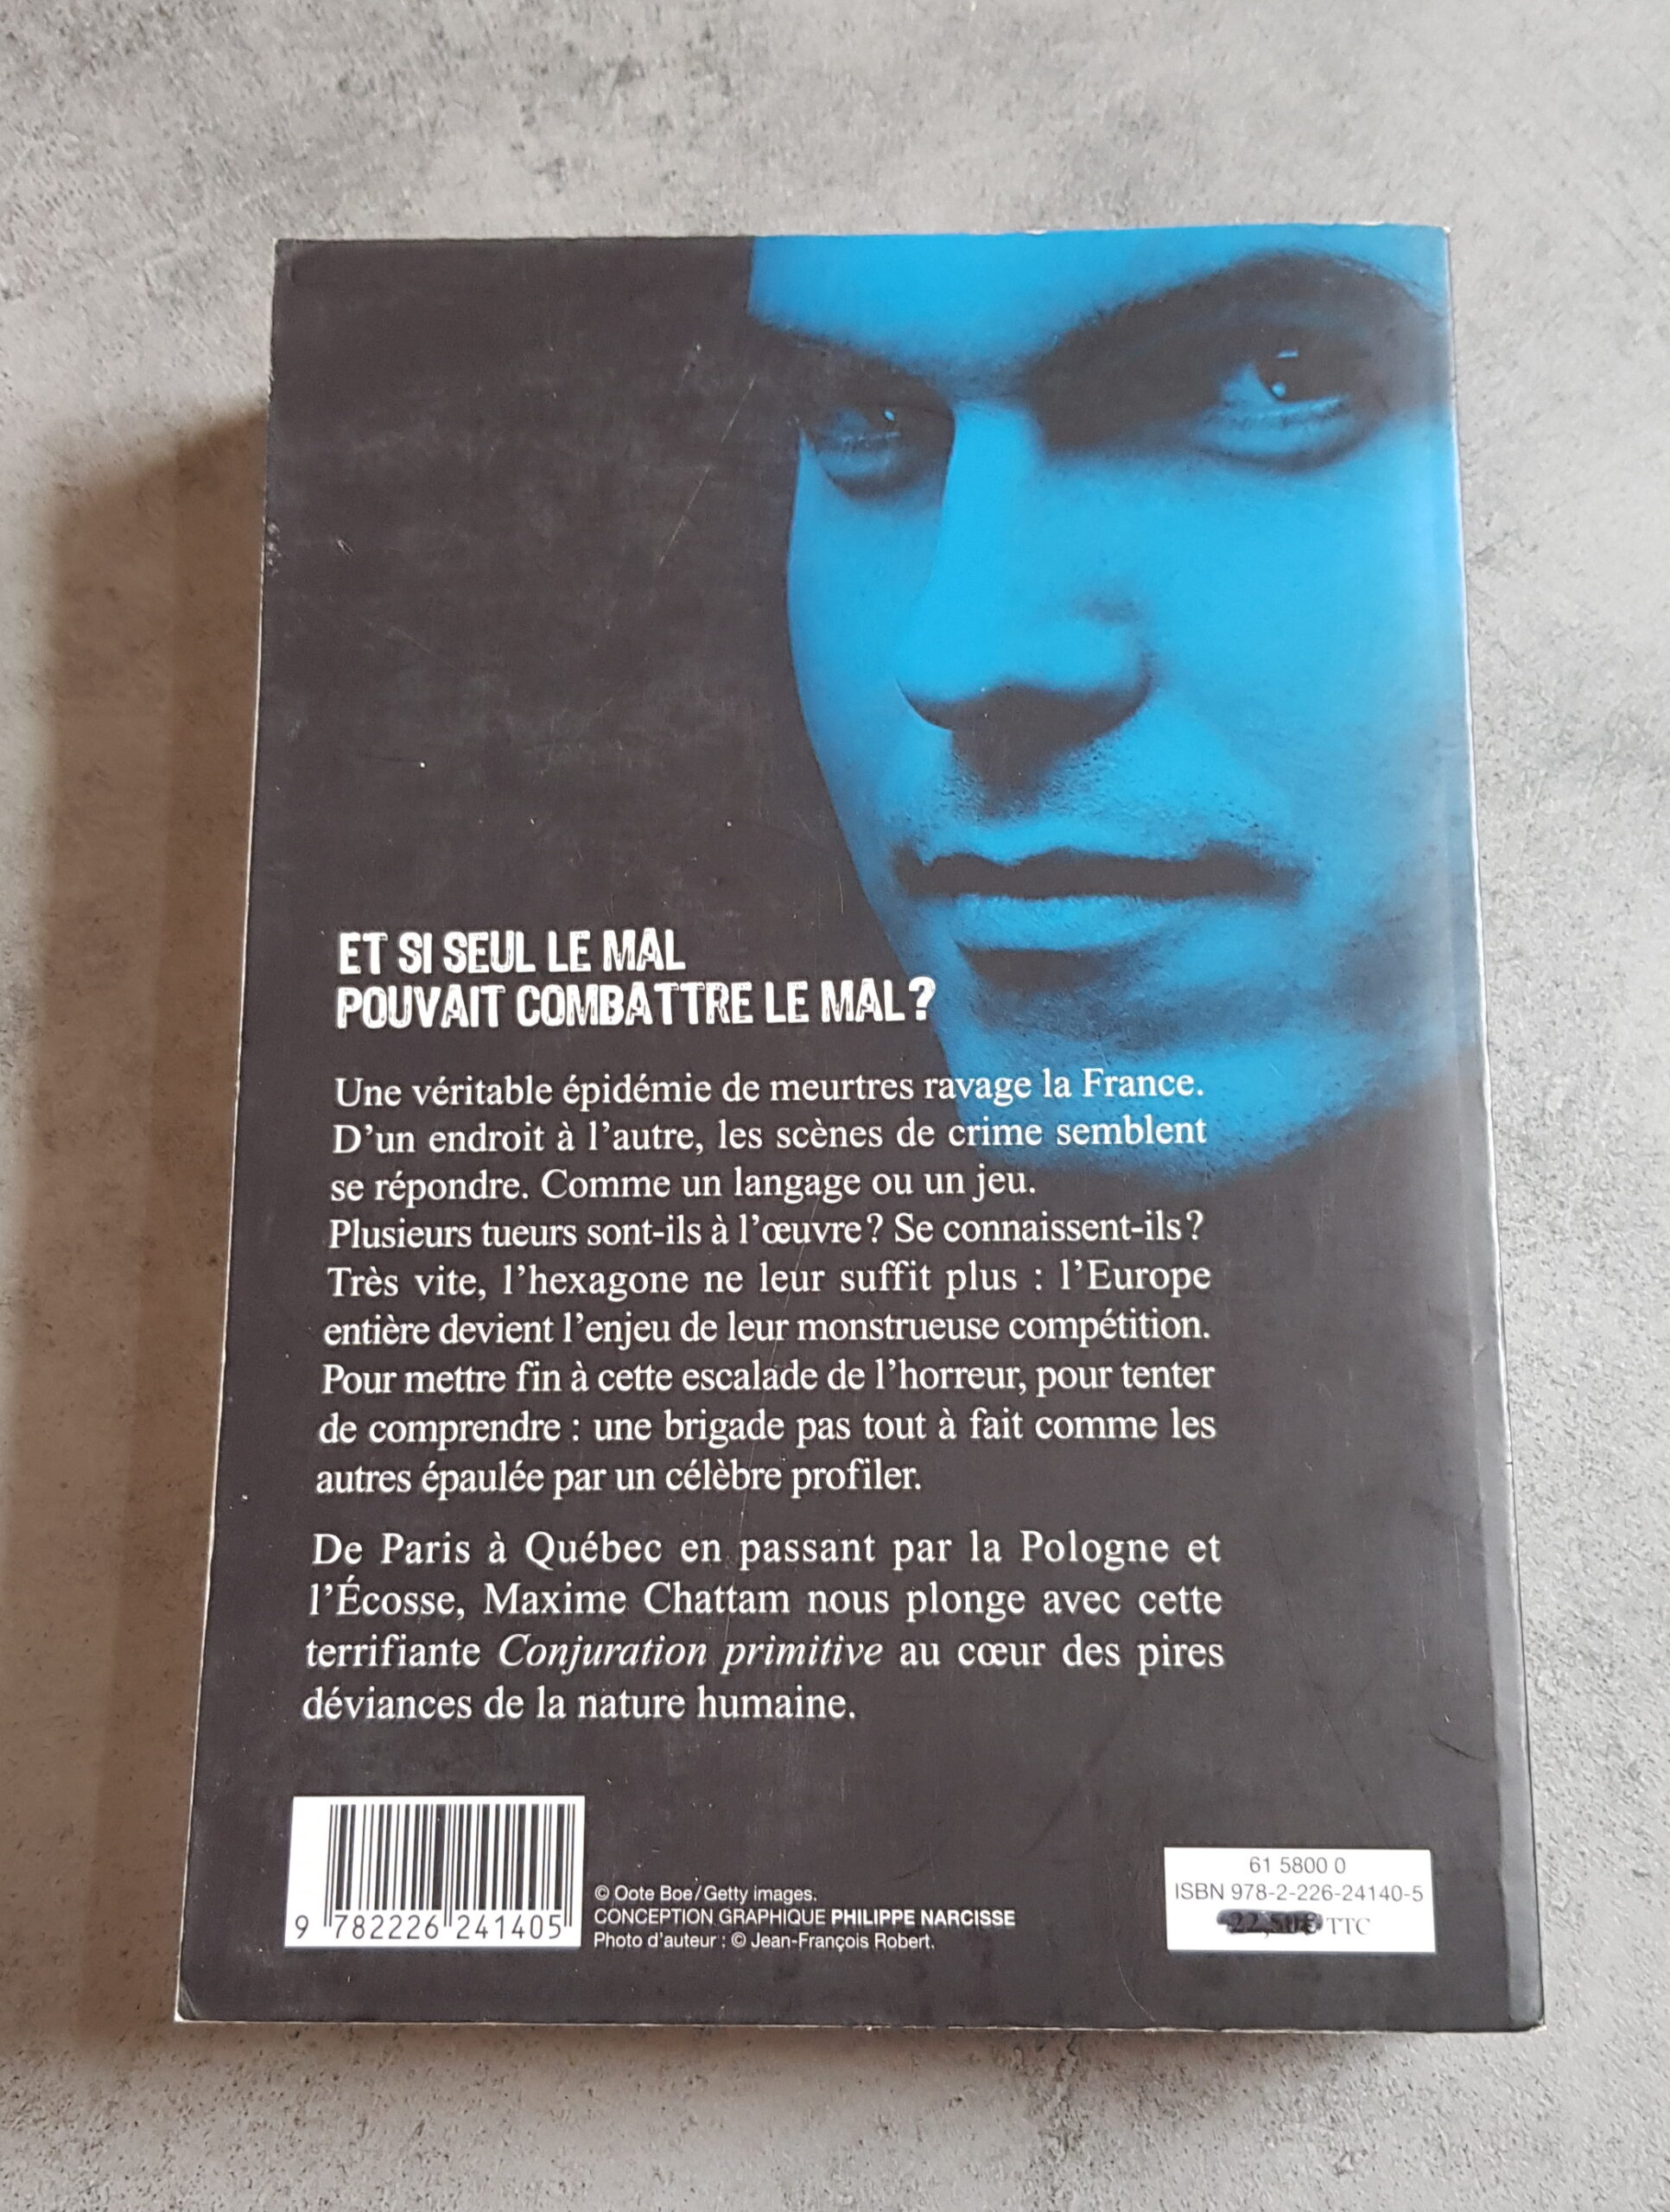 ET SI SEUL LE MAL
POUVAIT COMBATTRE LE MAL ?
Une véritable épidémie de meurtres ravage la France.
D’un endroit à l’autre, les scènes de crime semblent
se répondre. Comme un langage ou un jeu.
Plusieurs tueurs sont-ils à l’œuvre ? Se connaissent-ils ?
Très vite, l’hexagone ne leur suffit plus : l’Europe
entière devient l’enjeu de leur monstrueuse compétition.
Pour mettre fin à cette escalade de l’horreur, pour tenter
de comprendre : une brigade pas tout à fait comme les
autres épaulée par un célèbre profiler.
De Paris à Québec en passant par la Pologne et
l’Écosse, Maxime Chattam nous plonge avec cette
terrifiante Conjuration primitive au cœur des pires
déviances de la nature humaine.
9 782226 241405
© Oote Boe/Getty images.
CONCEPTION GRAPHIQUE PHILIPPE NARCISSE
Photo d’auteur : © Jean-François Robert.
61 5800 0
ISBN 978-2-226-24140-5
22,50€ TTC